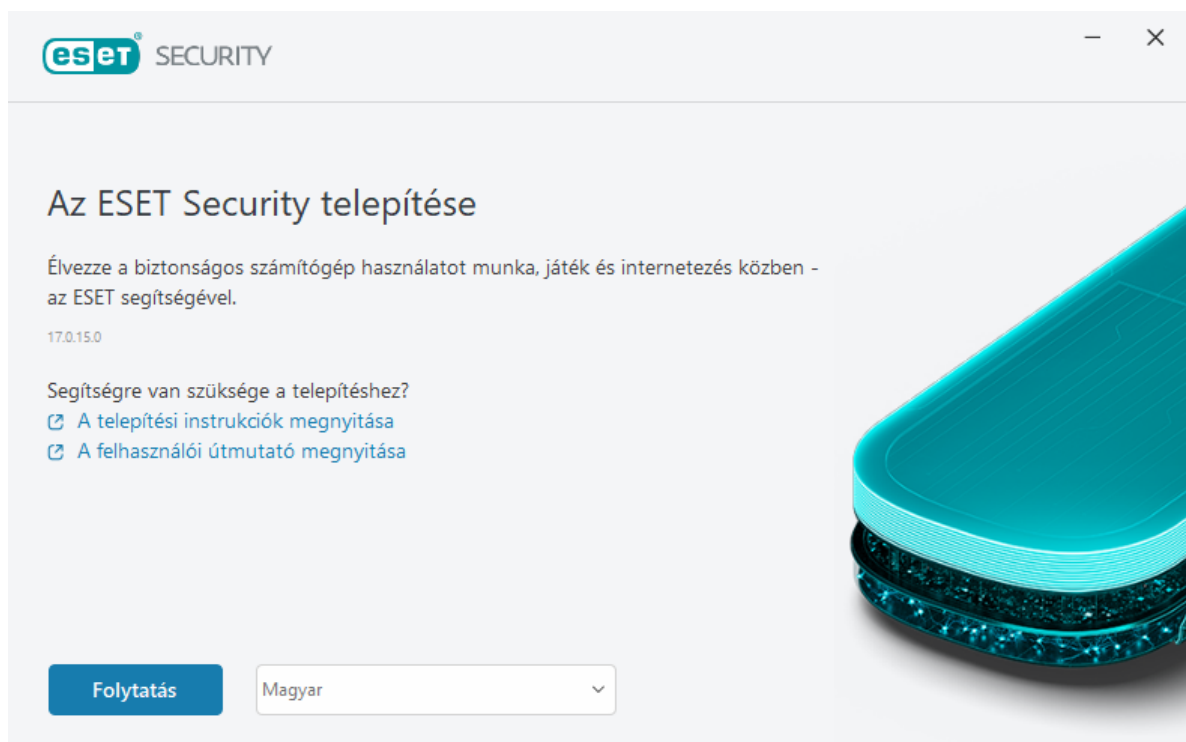 eset® SECURITY
Az ESET Security telepítése
Élvezze a biztonságos számítógép használatot munka, játék és internetezés közben -
az ESET segítségével.
17.0.15.0
Segítségre van szüksége a telepítéshez?
A telepítési instrukciók megnyitása
A felhasználói útmutató megnyitása
Folytatás
Magyar